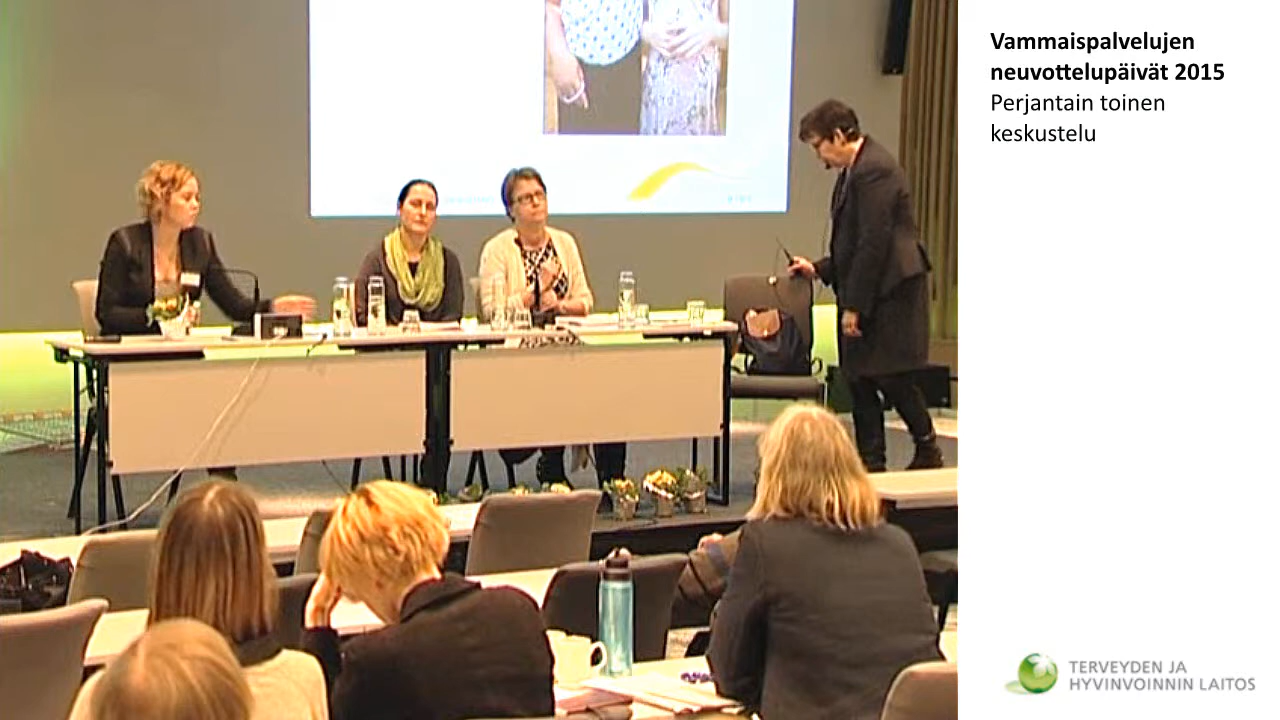 Vammaispalvelujen
neuvottelupäivät 2015
Perjantain toinen
keskustelu
TERVEYDEN JA
HYVINVOINNIN LAITOS